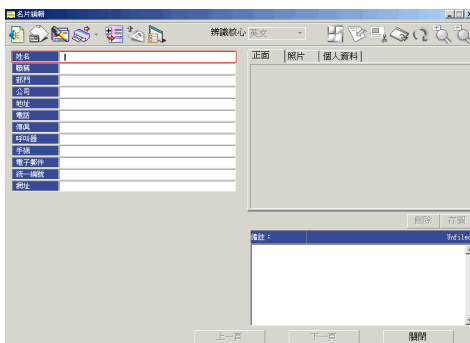 名片編輯
辨識核心 英文
姓名
職稱
部門
公司
地址
電話
傳真
呼叫器
手機
電子郵件
統一編號
網址
正面 照片 個人資料
刪除 存檔
備註： Unfiled
上一頁 下一頁 關閉